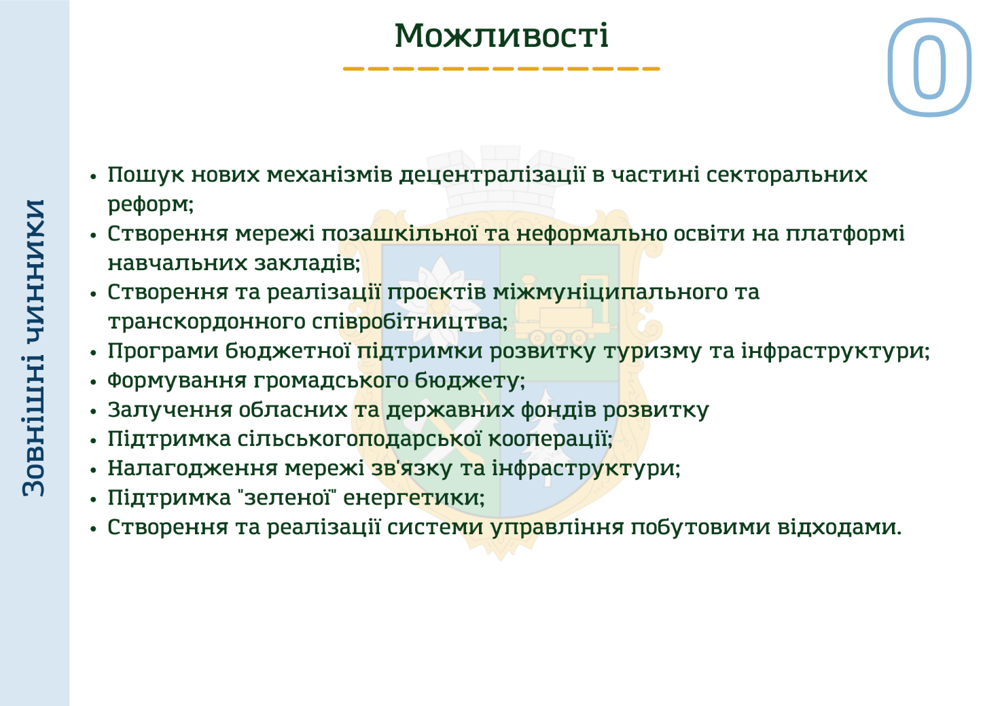 Можливості
O
Зовнішні чинники
• Пошук нових механізмів децентралізації в частині секторальних
реформ;
• Створення мережі позашкільної та неформально освіти на платформі
навчальних закладів;
• Створення та реалізації проєктів міжмуніципального та
транскордонного співробітництва;
• Програми бюджетної підтримки розвитку туризму та інфраструктури;
• Формування громадського бюджету;
• Залучення обласних та державних фондів розвитку
• Підтримка сільськогоподарської кооперації;
• Налагодження мережі зв'язку та інфраструктури;
• Підтримка "зеленої" енергетики;
• Створення та реалізації системи управління побутовими відходами.